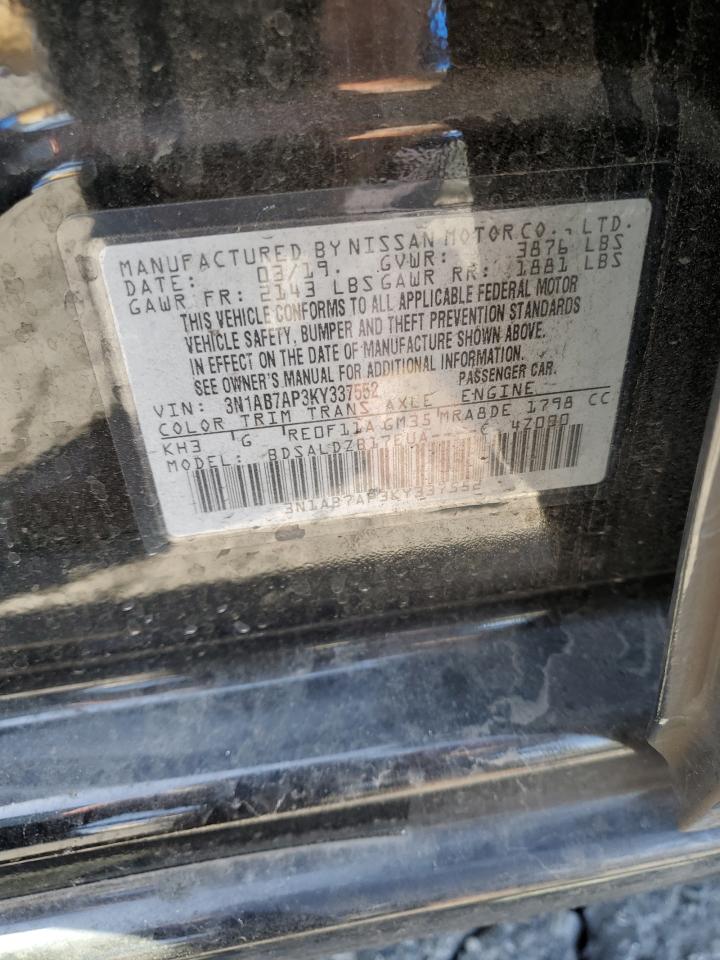 MANUFACTURED BY NISSAN MOTOR CO., LTD.
DATE: 03/19. GVWR: 3876 LBS
GAWR FR: 2143 LBS GAWR RR: 1881 LBS
THIS VEHICLE CONFORMS TO ALL APPLICABLE FEDERAL MOTOR
VEHICLE SAFETY, BUMPER AND THEFT PREVENTION STANDARDS
IN EFFECT ON THE DATE OF MANUFACTURE SHOWN ABOVE.
SEE OWNER'S MANUAL FOR ADDITIONAL INFORMATION.
VIN: 3N1AB7AP3KY337552 PASSENGER CAR.
COLOR TRIM TRANS AXLE ENGINE
KH3 G RE0F11A GM35 MRA8DE 1798 CC
MODEL: BDSALDZB17EUA--- C 47090
3N1AB7AP3KY337552